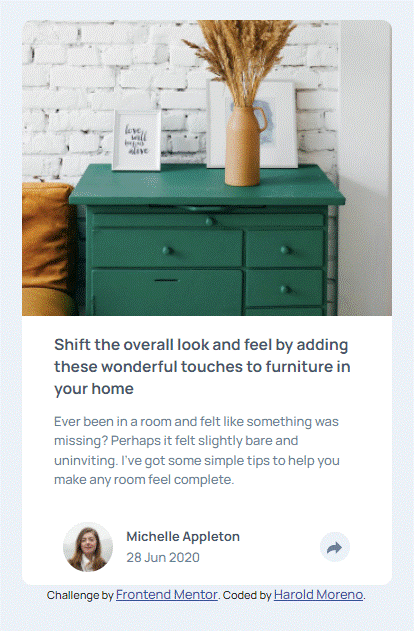 love
will
keep us
alive
Shift the overall look and feel by adding
these wonderful touches to furniture in
your home
Ever been in a room and felt like something was
missing? Perhaps it felt slightly bare and
uninviting. I've got some simple tips to help you
make any room feel complete.
Michelle Appleton
28 Jun 2020
Challenge by Frontend Mentor. Coded by Harold Moreno.